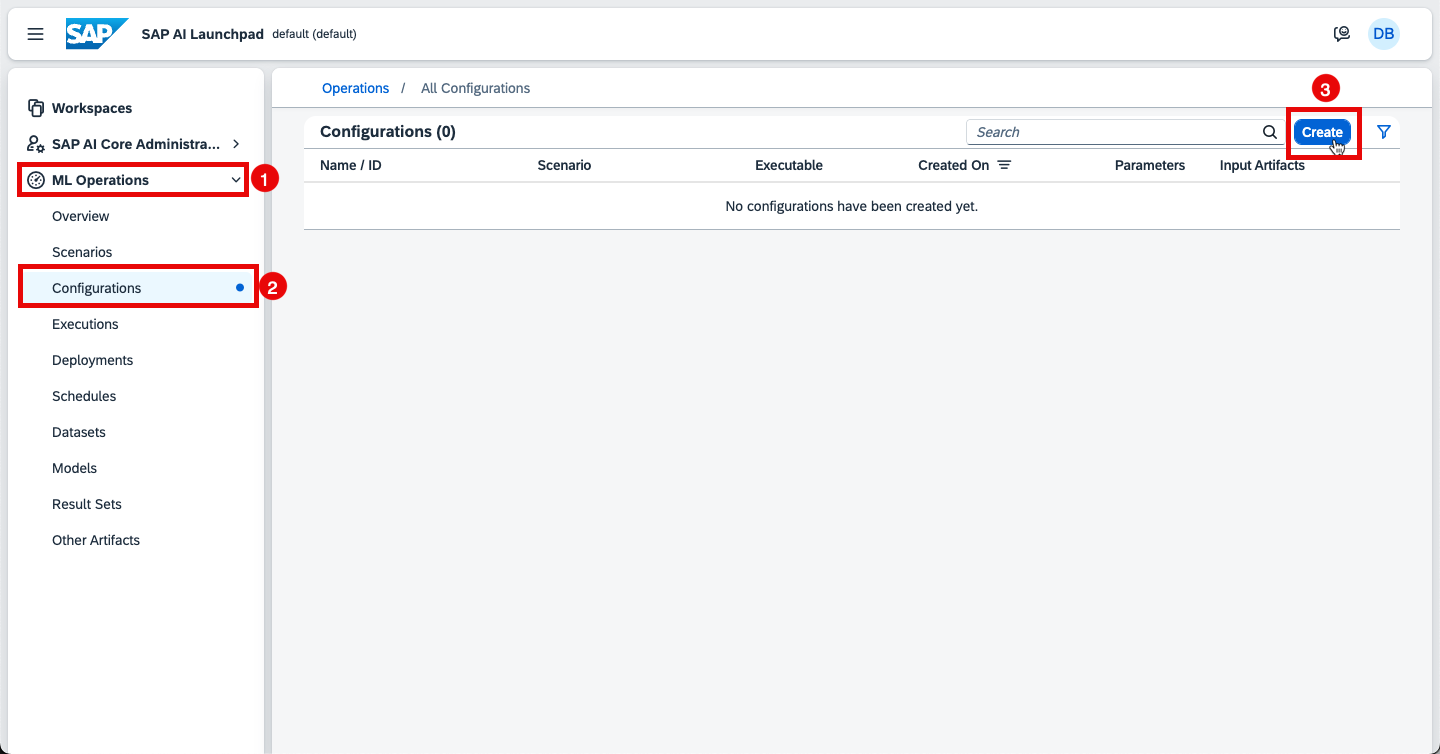 SAP SAP AI Launchpad default (default) DB
Workspaces
SAP AI Core Administra...
ML Operations 1
Overview
Scenarios
Configurations 2
Executions
Deployments
Schedules
Datasets
Models
Result Sets
Other Artifacts
Operations / All Configurations
3
Configurations (0) Search Create
Name / ID Scenario Executable Created On Parameters Input Artifacts
No configurations have been created yet.